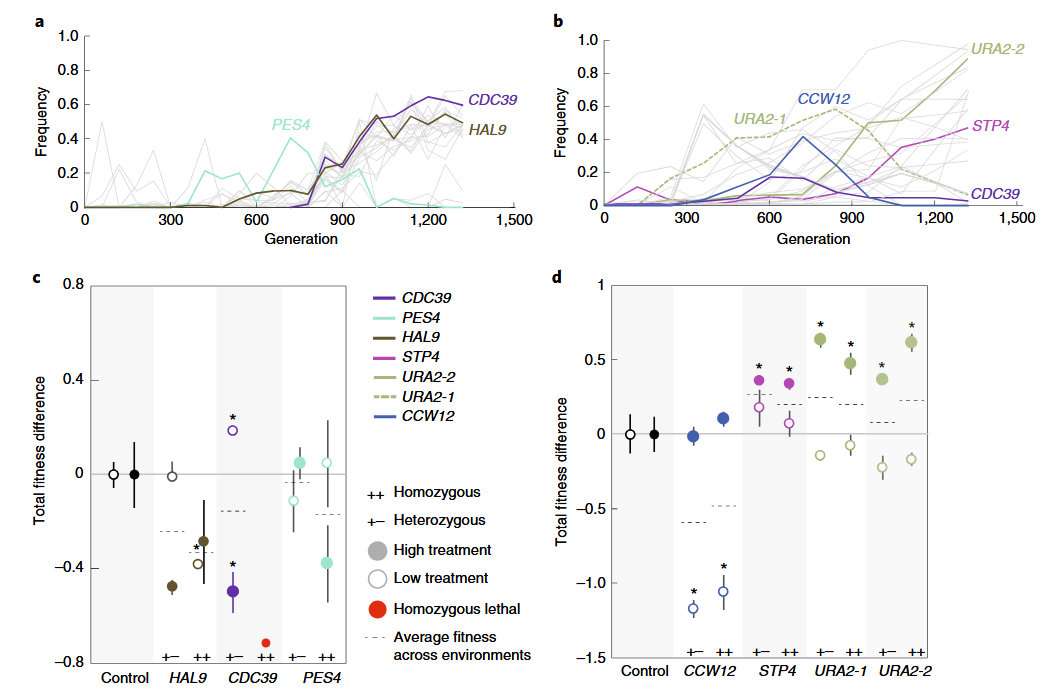 a
1.0
0.8
0.6
0.4
0.2
0
Frequency
PES4
CDC39
HAL9
0 300 600 900 1,200 1,500
Generation
b
1.0
0.8
0.6
0.4
0.2
0
Frequency
URA2-1
CCW12
URA2-2
STP4
CDC39
0 300 600 900 1,200 1,500
Generation
c
0.8
0.4
0
–0.4
–0.8
Total fitness difference
*
*
*
+– ++ +– ++ +– ++
Control HAL9 CDC39 PES4
CDC39
PES4
HAL9
STP4
URA2-2
URA2-1
CCW12
++ Homozygous
+– Heterozygous
High treatment
Low treatment
Homozygous lethal
Average fitness
across environments
d
1
0.5
0
–0.5
–1.0
–1.5
Total fitness difference
* *
* *
* *
* *
+– ++ +– ++ +– ++ +– ++
Control CCW12 STP4 URA2-1 URA2-2